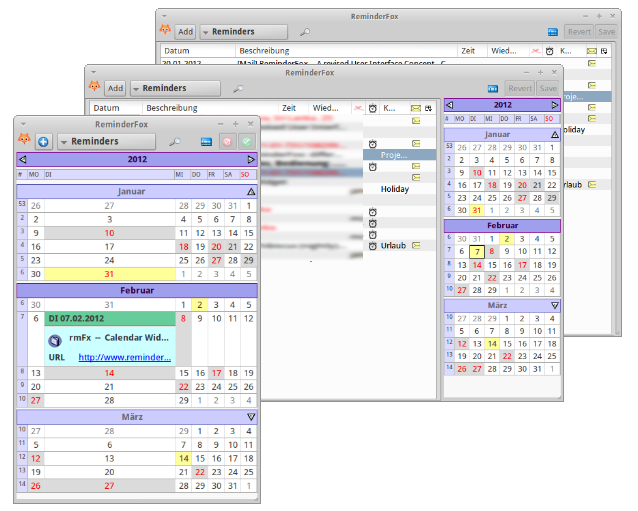 ReminderFox
Add Reminders Revert Save
Datum Beschreibung Zeit Wied... K...
20.01.2012
ReminderFox
Add Reminders Revert Save
Datum Beschreibung Zeit Wied... K...
Proje...
Holiday
Urlaub
2012
# MO DI MI DO FR SA SO
Januar
53 26 27 28 29 30 31 1
2 2 3 4 5 6 7 8
3 9 10 11 12 13 14 15
4 16 17 18 19 20 21 22
5 23 24 25 26 27 28 29
6 30 31 1 2 3 4 5
Februar
6 30 31 1 2 3 4 5
7 6 7 8 9 10 11 12
8 13 14 15 16 17 18 19
9 20 21 22 23 24 25 26
10 27 28 29 1 2 3 4
März
10 27 28 29 1 2 3 4
11 5 6 7 8 9 10 11
12 12 13 14 15 16 17 18
13 19 20 21 22 23 24 25
14 26 27 28 29 30 31 1
ReminderFox
Reminders
2012
# MO DI MI DO FR SA SO
Januar
53 26 27 28 29 30 31 1
2 2 3 4 5 6 7 8
3 9 10 11 12 13 14 15
4 16 17 18 19 20 21 22
5 23 24 25 26 27 28 29
6 30 31 1 2 3 4 5
Februar
6 30 31 1 2 3 4 5
7 6 DI 07.02.2012 8 9 10 11 12
rmFx -- Calendar Wid...
URL http://www.reminder...
8 13 14 15 16 17 18 19
9 20 21 22 23 24 25 26
10 27 28 29 1 2 3 4
März
10 27 28 29 1 2 3 4
11 5 6 7 8 9 10 11
12 12 13 14 15 16 17 18
13 19 20 21 22 23 24 25
14 26 27 28 29 30 31 1